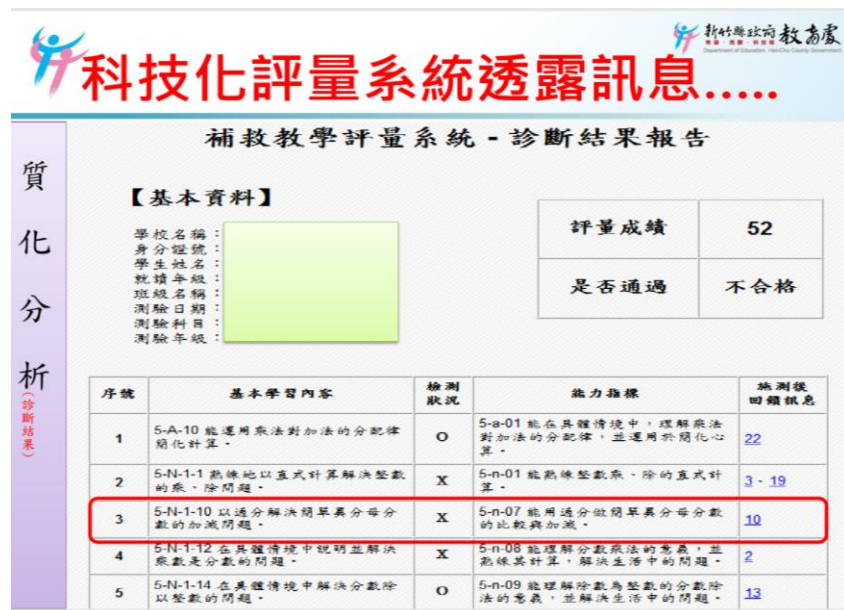 新竹縣政府教育處
Department of Education, HsinChu County Government
科技化評量系統透露訊息.....
質化分析
(診斷結果)
補救教學評量系統 - 診斷結果報告
【基本資料】
學校名稱：
身分證號：
學生姓名：
就讀年級：
班級名稱：
測驗日期：
測驗科目：
測驗年級：
評量成績 52
是否通過 不合格
序號 基本學習內容 檢測狀況 能力指標 施測後回饋訊息
1 5-A-10 能運用乘法對加法的分配律簡化計算。 O 5-a-01 能在具體情境中，理解乘法對加法的分配律，並運用於簡化心算。 22
2 5-N-1-1 熟練地以直式計算解決整數的乘、除問題。 X 5-n-01 能熟練整數乘、除的直式計算。 3、19
3 5-N-1-10 以通分解決簡單異分母分數的加減問題。 X 5-n-07 能用通分做簡單異分母分數的比較與加減。 10
4 5-N-1-12 在具體情境中說明並解決乘數是分數的問題。 X 5-n-08 能理解分數乘法的意義，並熟練其計算，解決生活中的問題。 2
5 5-N-1-14 在具體情境中解決分數除以整數的問題。 O 5-n-09 能理解除數為整數的分數除法的意義，並解決生活中的問題。 13